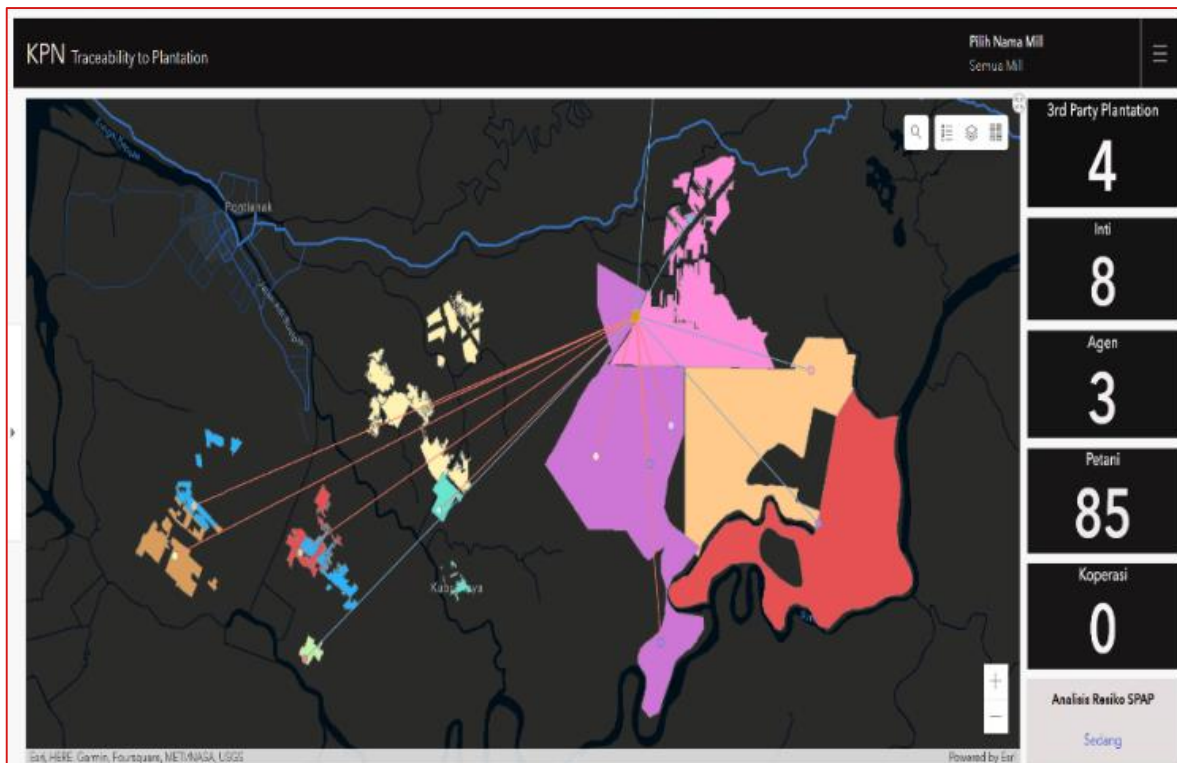 KPN Traceability to Plantation
Pilih Nama Mill
Semua Mill
3rd Party Plantation
4
Inti
8
Agen
3
Petani
85
Koperasi
0
Analisis Resiko SPAP
Sedang
Pontianak
Esri, HERE, Garmin, Foursquare, METI/NASA, USGS
Powered by Esri